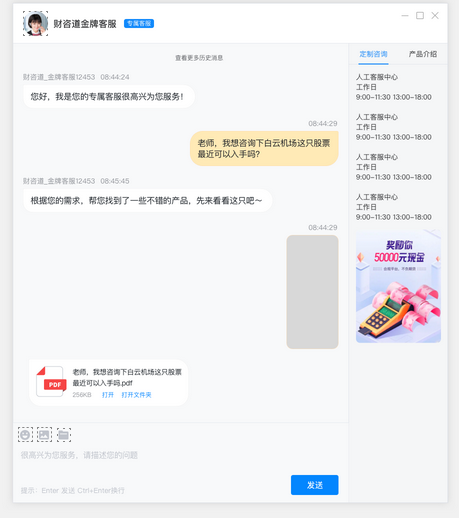 财咨道金牌客服 专属客服
定制咨询 产品介绍
查看更多历史消息
财咨道_金牌客服12453 08:44:24
您好，我是您的专属客服很高兴为您服务！
08:44:29
老师，我想咨询下白云机场这只股票
最近可以入手吗?
财咨道_金牌客服12453 08:45:45
根据您的需求，帮您找到了一些不错的产品，先来看看这只吧～
08:44:29
PDF
老师，我想咨询下白云机场这只股票
最近可以入手吗.pdf
256KB 打开 打开文件夹
很高兴为您服务，请描述您的问题
提示：Enter 发送 Ctrl+Enter换行
发送
人工客服中心
工作日
9:00~11:30 13:00~18:00
人工客服中心
工作日
9:00~11:30 13:00~18:00
人工客服中心
工作日
9:00~11:30 13:00~18:00
人工客服中心
工作日
9:00~11:30 13:00~18:00
奖励你
50000元现金